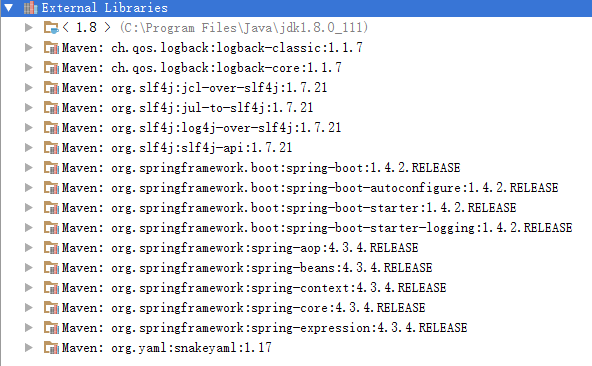 External Libraries
< 1.8 > (C:\Program Files\Java\jdk1.8.0_111)
Maven: ch.qos.logback:logback-classic:1.1.7
Maven: ch.qos.logback:logback-core:1.1.7
Maven: org.slf4j:jcl-over-slf4j:1.7.21
Maven: org.slf4j:jul-to-slf4j:1.7.21
Maven: org.slf4j:log4j-over-slf4j:1.7.21
Maven: org.slf4j:slf4j-api:1.7.21
Maven: org.springframework.boot:spring-boot:1.4.2.RELEASE
Maven: org.springframework.boot:spring-boot-autoconfigure:1.4.2.RELEASE
Maven: org.springframework.boot:spring-boot-starter:1.4.2.RELEASE
Maven: org.springframework.boot:spring-boot-starter-logging:1.4.2.RELEASE
Maven: org.springframework:spring-aop:4.3.4.RELEASE
Maven: org.springframework:spring-beans:4.3.4.RELEASE
Maven: org.springframework:spring-context:4.3.4.RELEASE
Maven: org.springframework:spring-core:4.3.4.RELEASE
Maven: org.springframework:spring-expression:4.3.4.RELEASE
Maven: org.yaml:snakeyaml:1.17